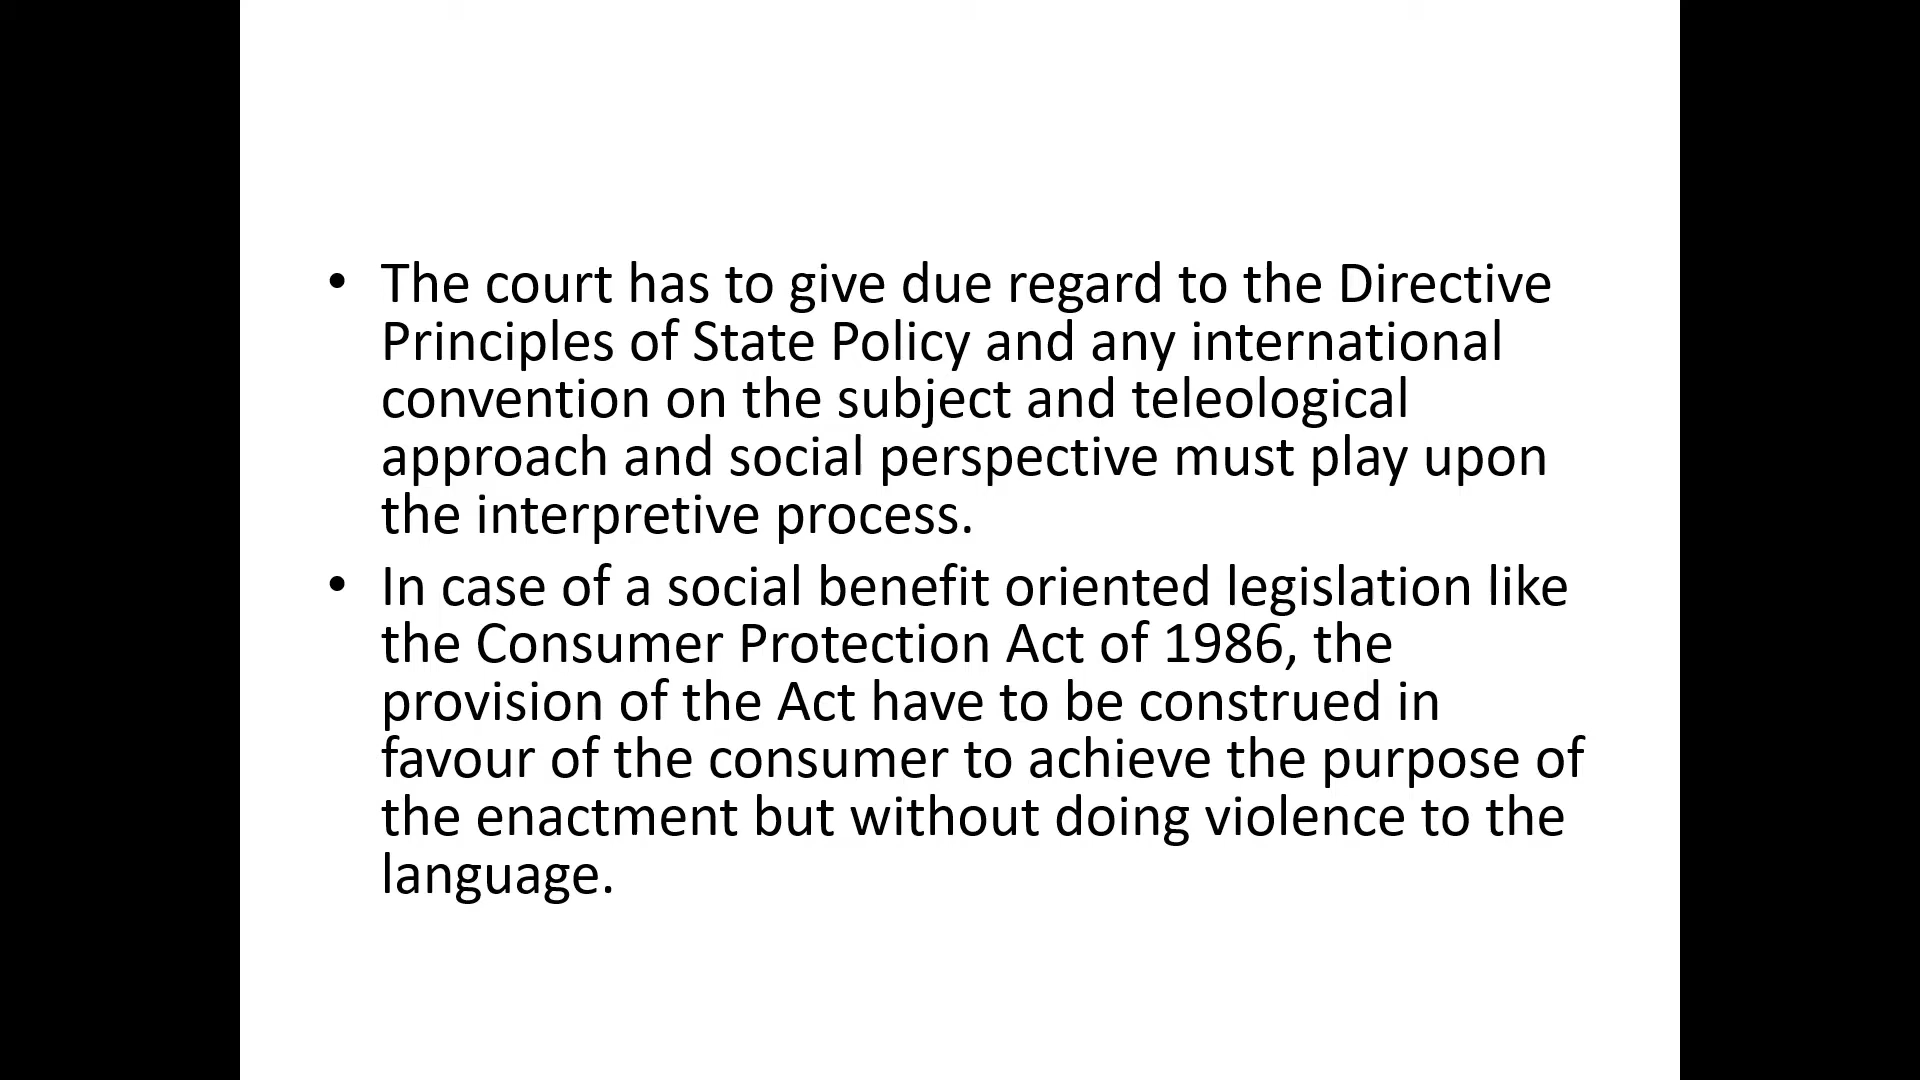 • The court has to give due regard to the Directive
Principles of State Policy and any international
convention on the subject and teleological
approach and social perspective must play upon
the interpretive process.
• In case of a social benefit oriented legislation like
the Consumer Protection Act of 1986, the
provision of the Act have to be construed in
favour of the consumer to achieve the purpose of
the enactment but without doing violence to the
language.